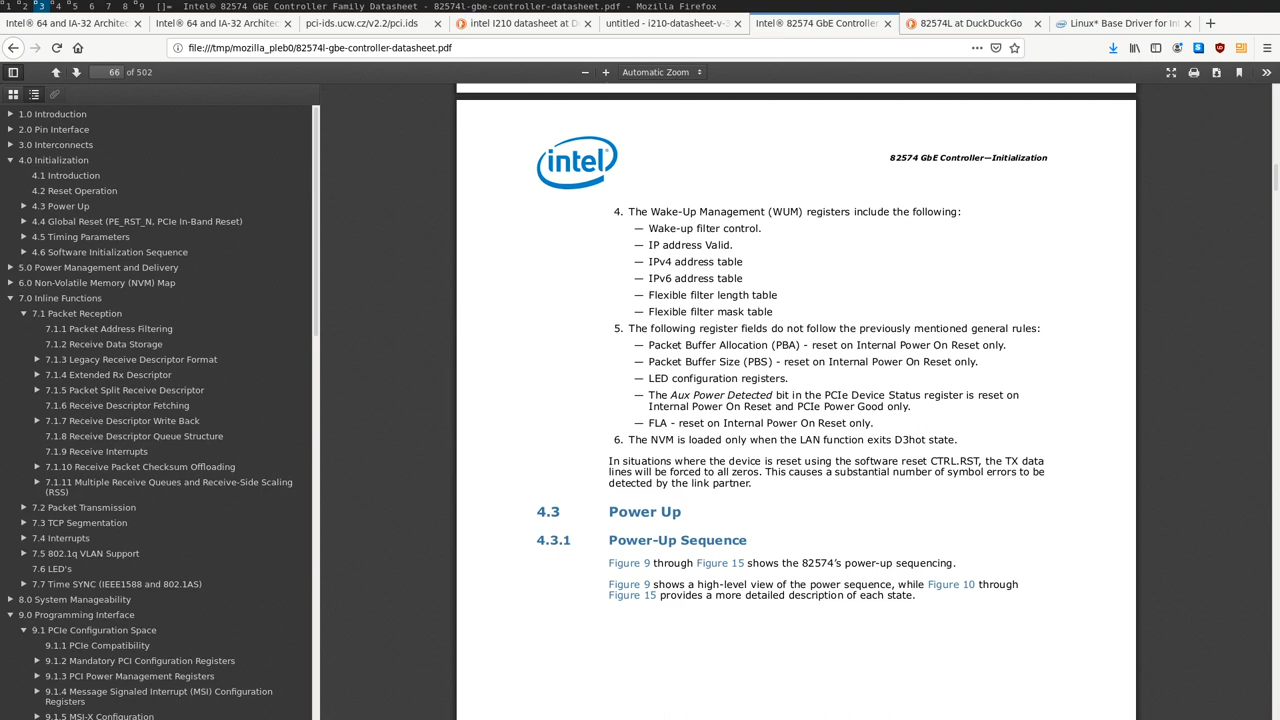 1 2 3 4 5 6 7 8 9 []= Intel® 82574 GbE Controller Family Datasheet - 82574l-gbe-controller-datasheet.pdf - Mozilla Firefox
Intel® 64 and IA-32 Architec
Intel® 64 and IA-32 Architec
pci-ids.ucw.cz/v2.2/pci.ids
intel I210 datasheet at D
untitled - i210-datasheet-v-3
Intel® 82574 GbE Controller
82574L at DuckDuckGo
Linux* Base Driver for Int
file:///tmp/mozilla_pleb0/82574l-gbe-controller-datasheet.pdf
66 of 502
Automatic Zoom
1.0 Introduction
2.0 Pin Interface
3.0 Interconnects
4.0 Initialization
4.1 Introduction
4.2 Reset Operation
4.3 Power Up
4.4 Global Reset (PE_RST_N, PCIe In-Band Reset)
4.5 Timing Parameters
4.6 Software Initialization Sequence
5.0 Power Management and Delivery
6.0 Non-Volatile Memory (NVM) Map
7.0 Inline Functions
7.1 Packet Reception
7.1.1 Packet Address Filtering
7.1.2 Receive Data Storage
7.1.3 Legacy Receive Descriptor Format
7.1.4 Extended Rx Descriptor
7.1.5 Packet Split Receive Descriptor
7.1.6 Receive Descriptor Fetching
7.1.7 Receive Descriptor Write Back
7.1.8 Receive Descriptor Queue Structure
7.1.9 Receive Interrupts
7.1.10 Receive Packet Checksum Offloading
7.1.11 Multiple Receive Queues and Receive-Side Scaling
(RSS)
7.2 Packet Transmission
7.3 TCP Segmentation
7.4 Interrupts
7.5 802.1q VLAN Support
7.6 LED's
7.7 Time SYNC (IEEE1588 and 802.1AS)
8.0 System Manageability
9.0 Programming Interface
9.1 PCIe Configuration Space
9.1.1 PCIe Compatibility
9.1.2 Mandatory PCI Configuration Registers
9.1.3 PCI Power Management Registers
9.1.4 Message Signaled Interrupt (MSI) Configuration
Registers
9.1.5 MSI-X Configuration
intel®
82574 GbE Controller—Initialization
4. The Wake-Up Management (WUM) registers include the following:
— Wake-up filter control.
— IP address Valid.
— IPv4 address table
— IPv6 address table
— Flexible filter length table
— Flexible filter mask table
5. The following register fields do not follow the previously mentioned general rules:
— Packet Buffer Allocation (PBA) - reset on Internal Power On Reset only.
— Packet Buffer Size (PBS) - reset on Internal Power On Reset only.
— LED configuration registers.
— The Aux Power Detected bit in the PCIe Device Status register is reset on
Internal Power On Reset and PCIe Power Good only.
— FLA - reset on Internal Power On Reset only.
6. The NVM is loaded only when the LAN function exits D3hot state.
In situations where the device is reset using the software reset CTRL.RST, the TX data
lines will be forced to all zeros. This causes a substantial number of symbol errors to be
detected by the link partner.
4.3 Power Up
4.3.1 Power-Up Sequence
Figure 9 through Figure 15 shows the 82574's power-up sequencing.
Figure 9 shows a high-level view of the power sequence, while Figure 10 through
Figure 15 provides a more detailed description of each state.